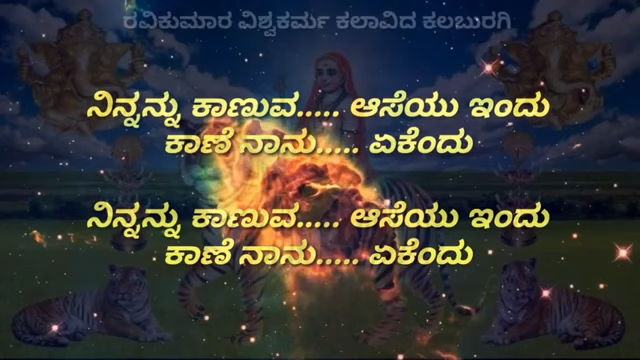 ರವಿಕುಮಾರ ವಿಶ್ವಕರ್ಮ ಕಲಾವಿದ ಕಲಬುರಗಿ
ನಿನ್ನನ್ನು ಕಾಣುವ..... ಆಸೆಯು ಇಂದು
ಕಾಣೆ ನಾನು..... ಏಕೆಂದು
ನಿನ್ನನ್ನು ಕಾಣುವ..... ಆಸೆಯು ಇಂದು
ಕಾಣೆ ನಾನು..... ಏಕೆಂದು